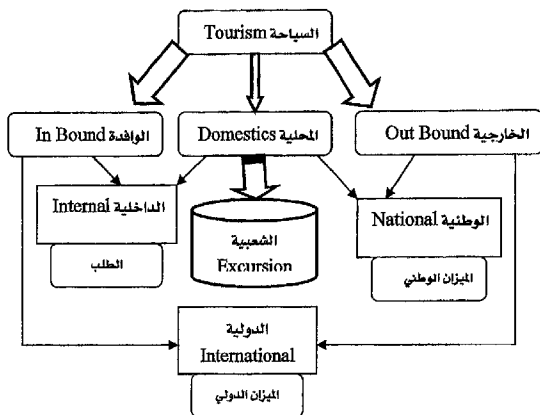 السياحة Tourism
الوافدة In Bound
المحلية Domestics
الخارجية Out Bound
الداخلية Internal
الطلب
الشعبية
Excursion
الوطنية National
الميزان الوطني
الدولية
International
الميزان الدولي